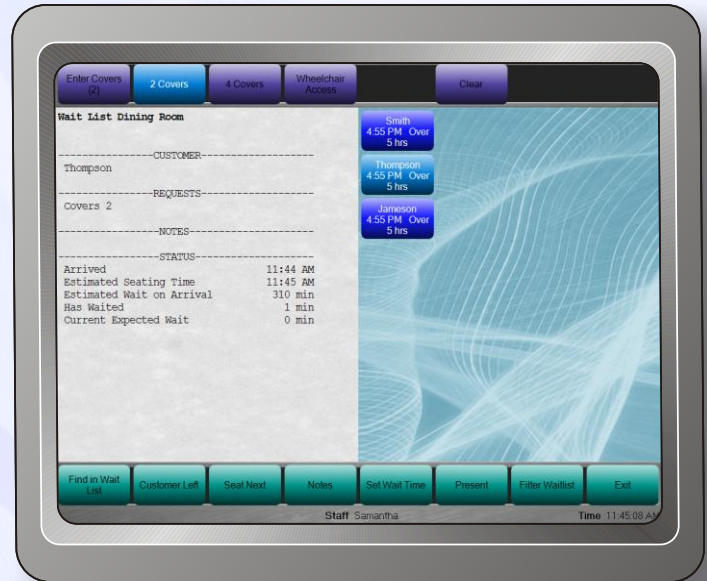 Enter Covers
(2)
2 Covers
4 Covers
Wheelchair
Access
Clear
Wait List Dining Room
-----------------CUSTOMER--------------------
Thompson
-----------------REQUESTS--------------------
Covers 2
------------------NOTES----------------------
------------------STATUS---------------------
Arrived 11:44 AM
Estimated Seating Time 11:45 AM
Estimated Wait on Arrival 310 min
Has Waited 1 min
Current Expected Wait 0 min
Smith
4:55 PM Over
5 hrs
Thompson
4:55 PM Over
5 hrs
Jameson
4:55 PM Over
5 hrs
Find in Wait
List
Customer Left
Seat Next
Notes
Set Wait Time
Present
Filter Waitlist
Exit
Staff Samantha Time 11:45:08 AM